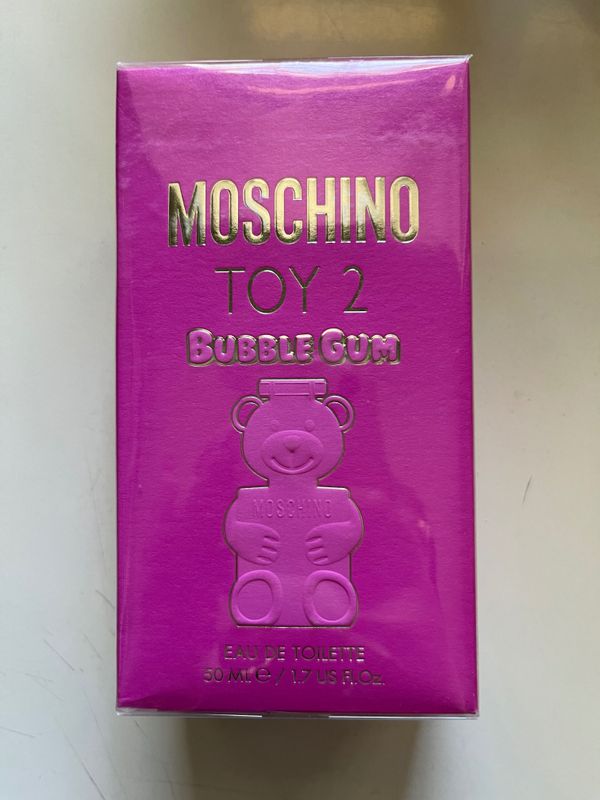 MOSCHINO
TOY 2
BUBBLE GUM
MOSCHINO
EAU DE TOILETTE
50 ML ℮ / 1.7 US Fl.Oz.